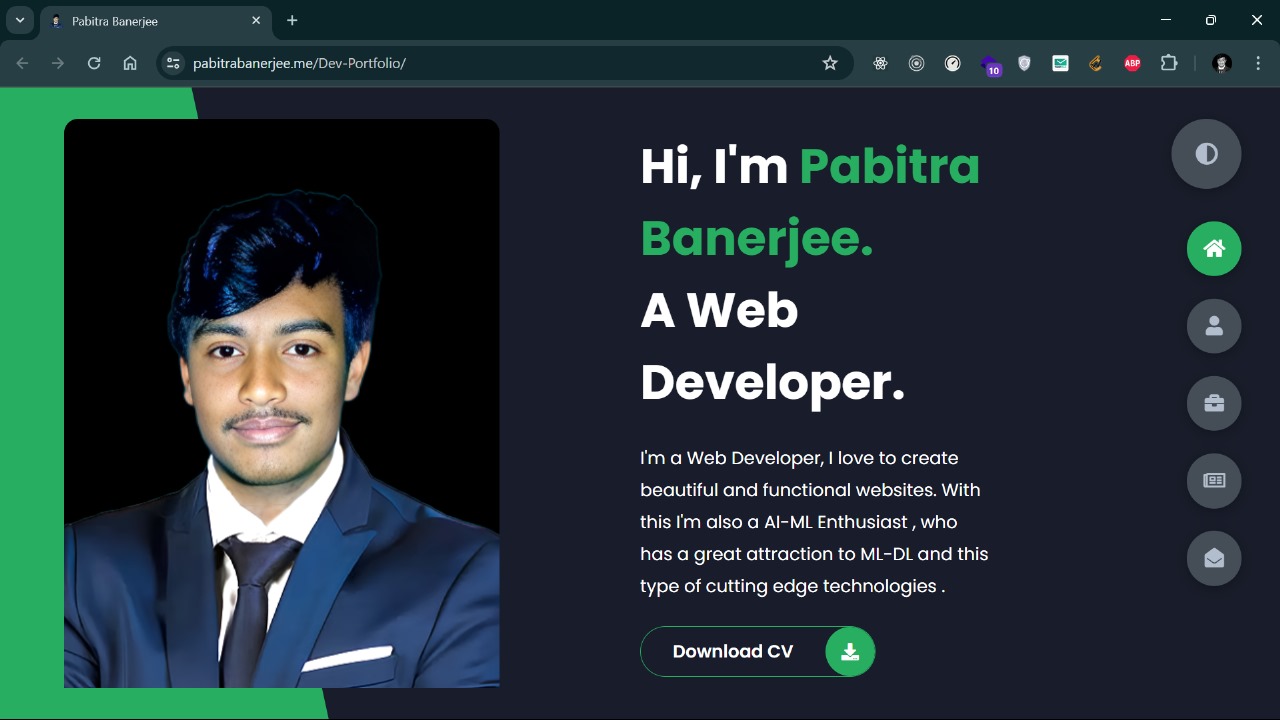 Pabitra Banerjee
pabitrabanerjee.me/Dev-Portfolio/
10
ABP
Hi, I'm Pabitra
Banerjee.
A Web
Developer.
I'm a Web Developer, I love to create
beautiful and functional websites. With
this I'm also a AI-ML Enthusiast , who
has a great attraction to ML-DL and this
type of cutting edge technologies .
Download CV